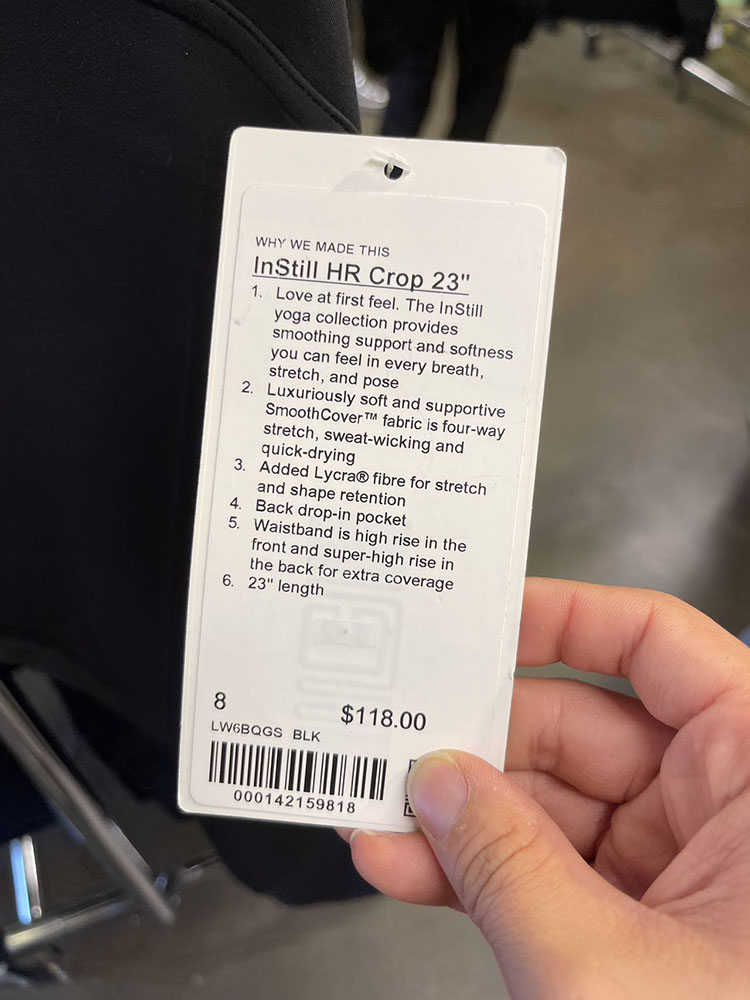 WHY WE MADE THIS
InStill HR Crop 23"
1. Love at first feel. The InStill
yoga collection provides
smoothing support and softness
you can feel in every breath,
stretch, and pose
2. Luxuriously soft and supportive
SmoothCover™ fabric is four-way
stretch, sweat-wicking and
quick-drying
3. Added Lycra® fibre for stretch
and shape retention
4. Back drop-in pocket
5. Waistband is high rise in the
front and super-high rise in
the back for extra coverage
6. 23" length
8 $118.00
LW6BQGS BLK
000142159818